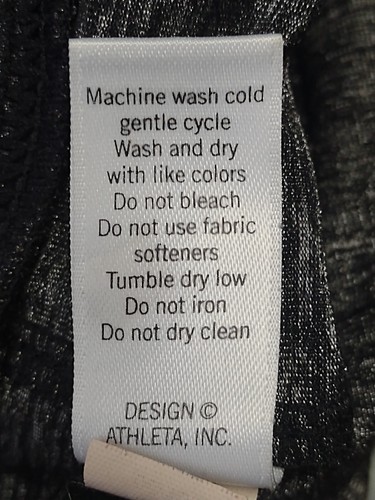 Machine wash cold
gentle cycle
Wash and dry
with like colors
Do not bleach
Do not use fabric
softeners
Tumble dry low
Do not iron
Do not dry clean
DESIGN ©
ATHLETA, INC.